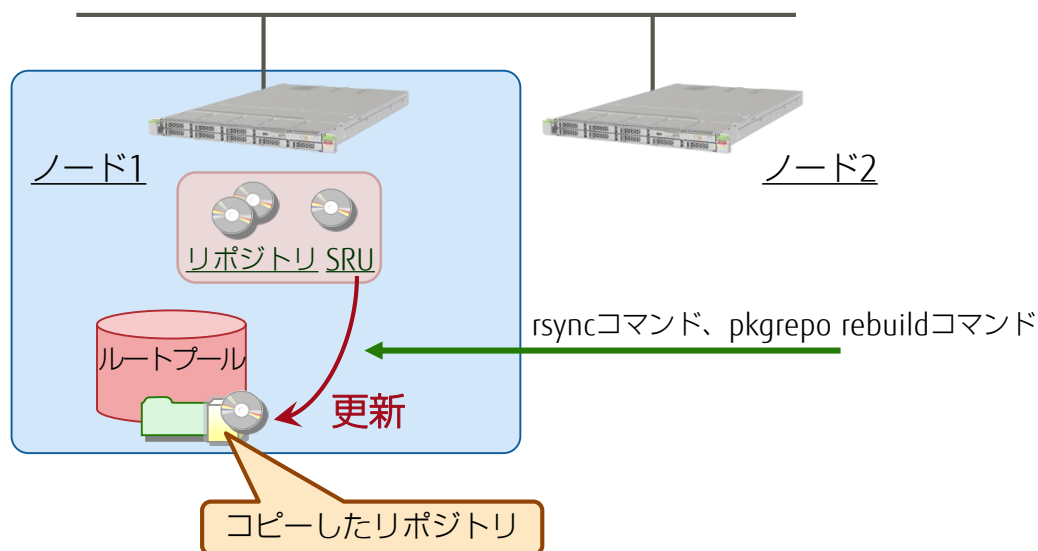 ノード1
ノード2
リポジトリ SRU
rsyncコマンド、pkgrepo rebuildコマンド
ルートプール
更新
コピーしたリポジトリ